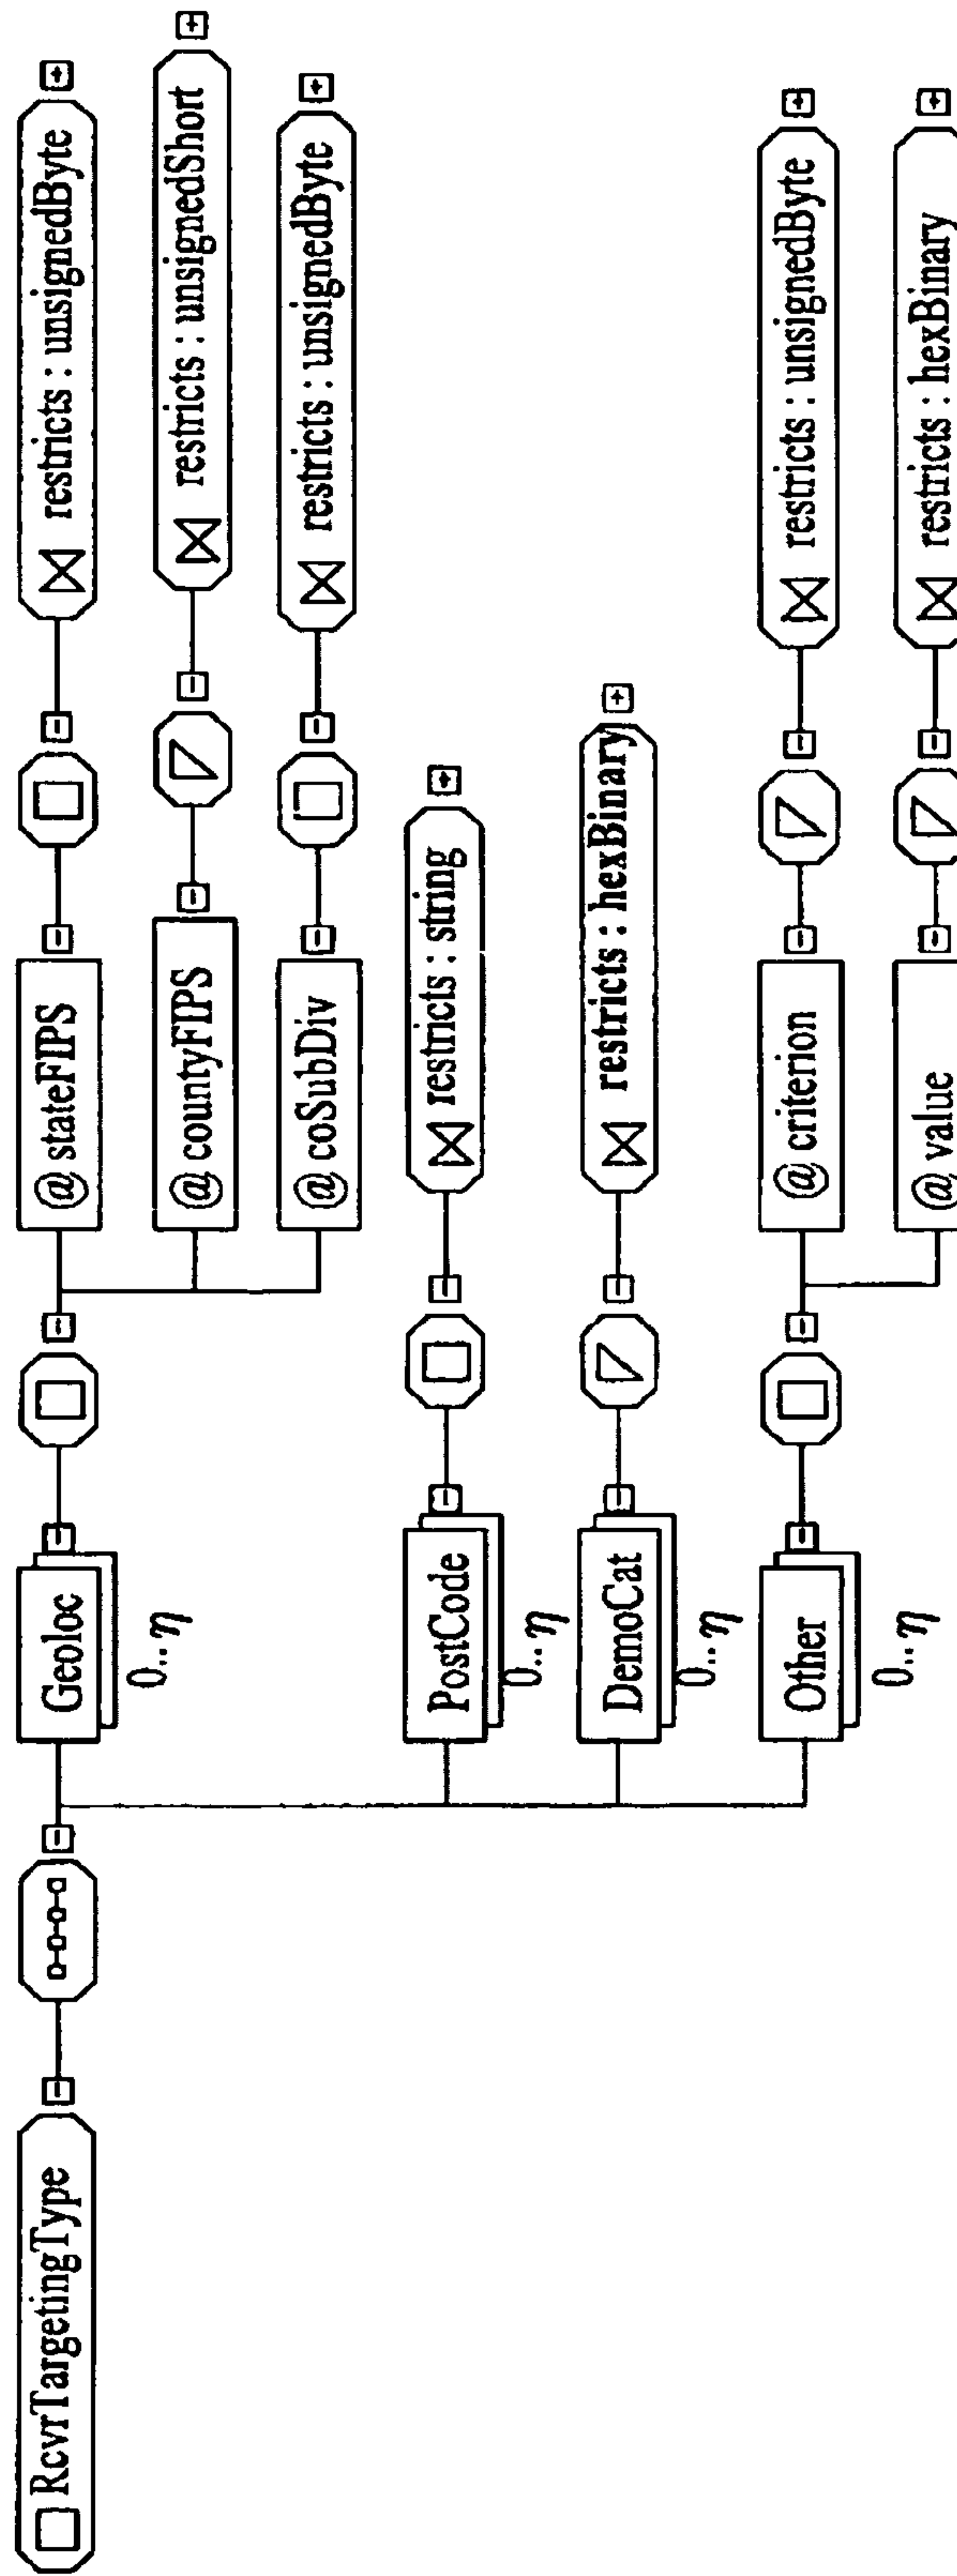 RcvrTargetingType
Geoloc
0..η
@ stateFIPS
restricts : unsignedByte
@ countyFIPS
restricts : unsignedShort
@ coSubDiv
restricts : unsignedByte
PostCode
0..η
restricts : string
DemoCat
0..η
restricts : hexBinary
Other
0..η
@ criterion
restricts : unsignedByte
@ value
restricts : hexBinary